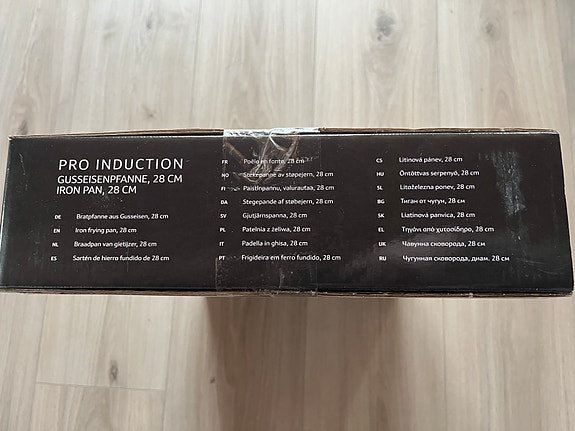 PRO INDUCTION
GUSSEISENPFANNE, 28 CM
IRON PAN, 28 CM
DE Bratpfanne aus Gusseisen, 28 cm
EN Iron frying pan, 28 cm
NL Braadpan van gietijzer, 28 cm
ES Sartén de hierro fundido de 28 cm
FR Poêle en fonte, 28 cm
NO Stekepanne av støpejern, 28 cm
FI Paistinpannu, valurautaa, 28 cm
DA Stegepande af støbejern, 28 cm
SV Gjutjärnspanna, 28 cm
PL Patelnia z żeliwa, 28 cm
IT Padella in ghisa, 28 cm
PT Frigideira em ferro fundido, 28 cm
CS Litinová pánev, 28 cm
HU Öntöttvas serpenyő, 28 cm
SL Litoželezna ponev, 28 cm
BG Тиган от чугун, 28 см
SK Liatinová panvica, 28 cm
EL Τηγάνι από χυτοσίδηρο, 28 cm
UK Чавунна сковорода, 28 см
RU Чугунная сковорода, диам. 28 см